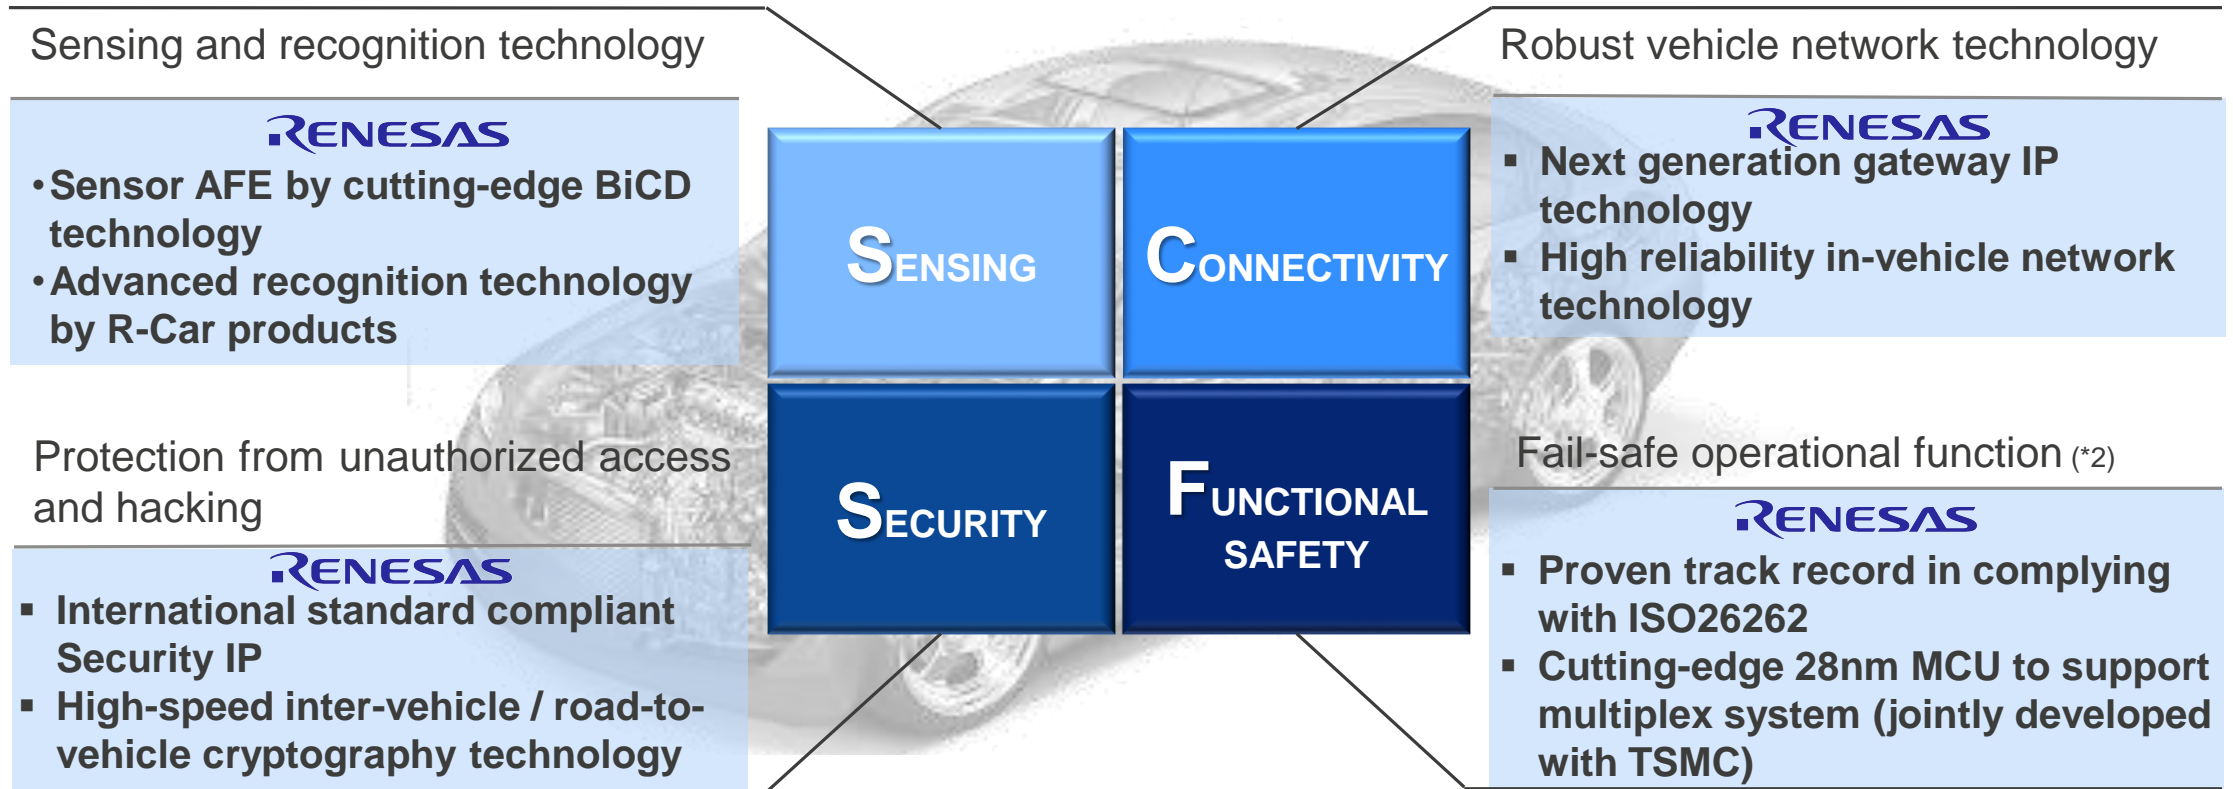 Sensing and recognition technology
RENESAS
•Sensor AFE by cutting-edge BiCD
technology
•Advanced recognition technology
by R-Car products
Robust vehicle network technology
RENESAS
▪ Next generation gateway IP
technology
▪ High reliability in-vehicle network
technology
SENSING
CONNECTIVITY
SECURITY
FUNCTIONAL
SAFETY
Protection from unauthorized access
and hacking
RENESAS
▪ International standard compliant
Security IP
▪ High-speed inter-vehicle / road-to-
vehicle cryptography technology
Fail-safe operational function (*2)
RENESAS
▪ Proven track record in complying
with ISO26262
▪ Cutting-edge 28nm MCU to support
multiplex system (jointly developed
with TSMC)